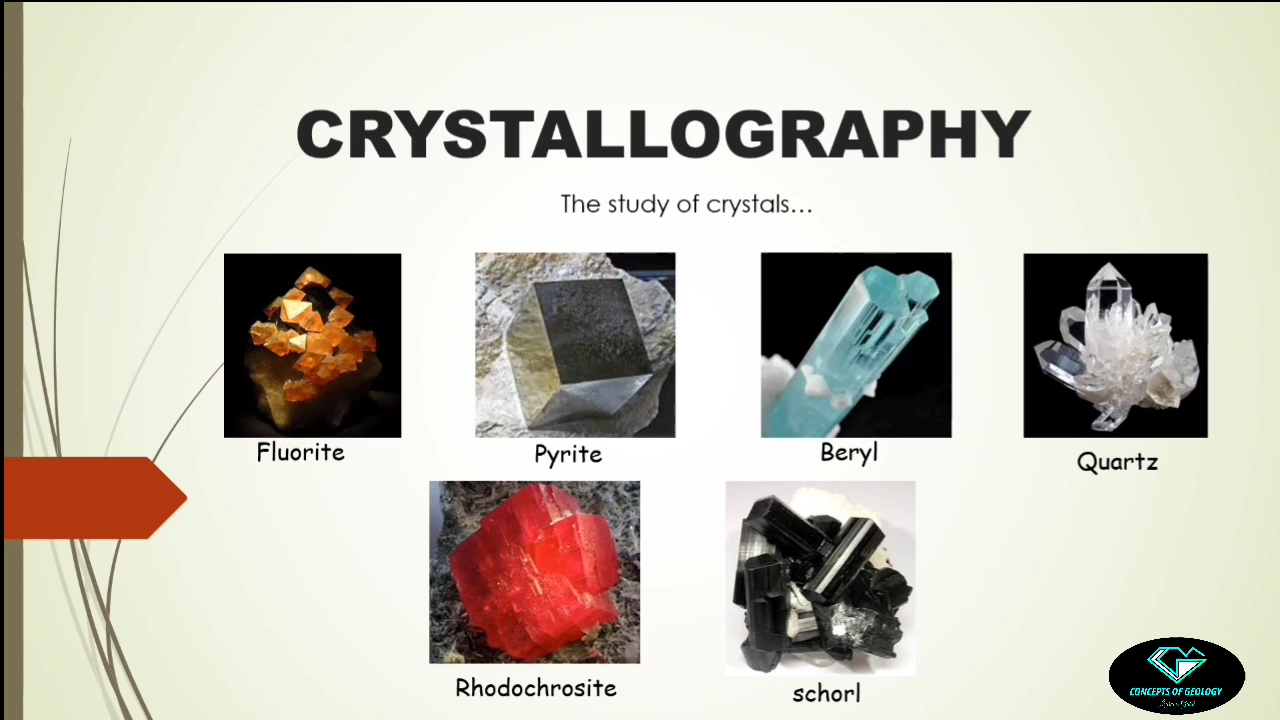 CRYSTALLOGRAPHY
The study of crystals...
Fluorite
Pyrite
Beryl
Quartz
Rhodochrosite
schorl
CONCEPTS OF GEOLOGY